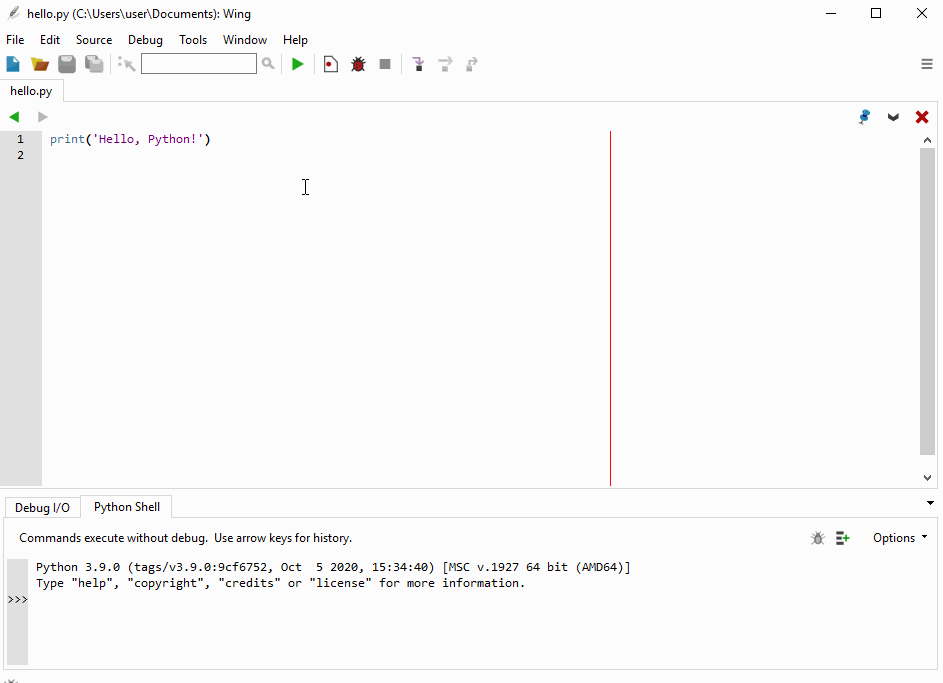 hello.py (C:\Users\user\Documents): Wing
File Edit Source Debug Tools Window Help
hello.py
1 print('Hello, Python!')
2
Debug I/O Python Shell
Commands execute without debug.  Use arrow keys for history. Options
Python 3.9.0 (tags/v3.9.0:9cf6752, Oct  5 2020, 15:34:40) [MSC v.1927 64 bit (AMD64)]
Type "help", "copyright", "credits" or "license" for more information.
>>>